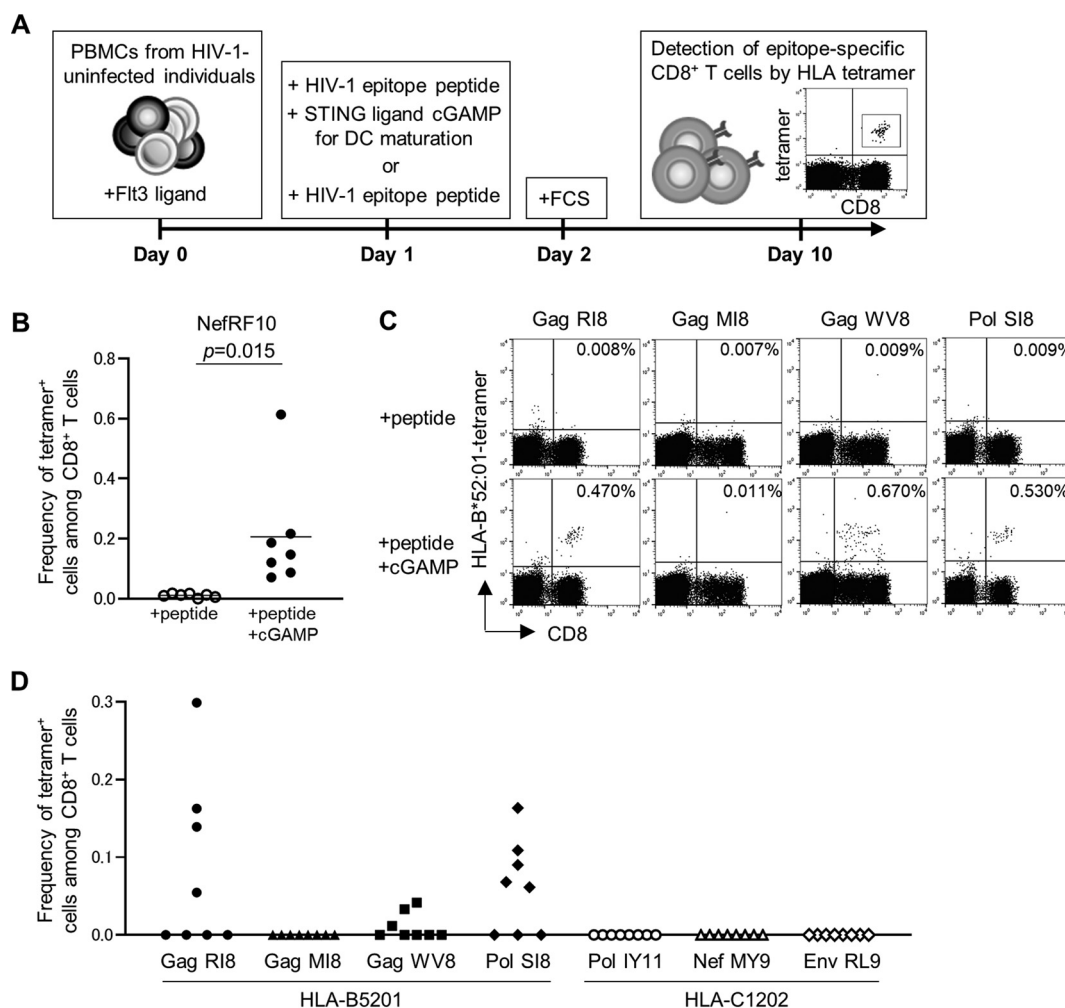 A
PBMCs from HIV-1-
uninfected individuals
+Flt3 ligand
+ HIV-1 epitope peptide
+ STING ligand cGAMP
for DC maturation
or
+ HIV-1 epitope peptide
+FCS
Detection of epitope-specific
CD8⁺ T cells by HLA tetramer
tetramer
CD8
Day 0
Day 1
Day 2
Day 10
B
NefRF10
p=0.015
Frequency of tetramer⁺
cells among CD8⁺ T cells
0.8
0.6
0.4
0.2
0.0
+peptide
+peptide
+cGAMP
C
Gag RI8
Gag MI8
Gag WV8
Pol SI8
+peptide
0.008%
0.007%
0.009%
0.009%
+peptide
+cGAMP
0.470%
0.011%
0.670%
0.530%
HLA-B*52:01-tetramer
CD8
D
Frequency of tetramer⁺
cells among CD8⁺ T cells
0.3
0.2
0.1
0.0
Gag RI8
Gag MI8
Gag WV8
Pol SI8
Pol IY11
Nef MY9
Env RL9
HLA-B5201
HLA-C1202